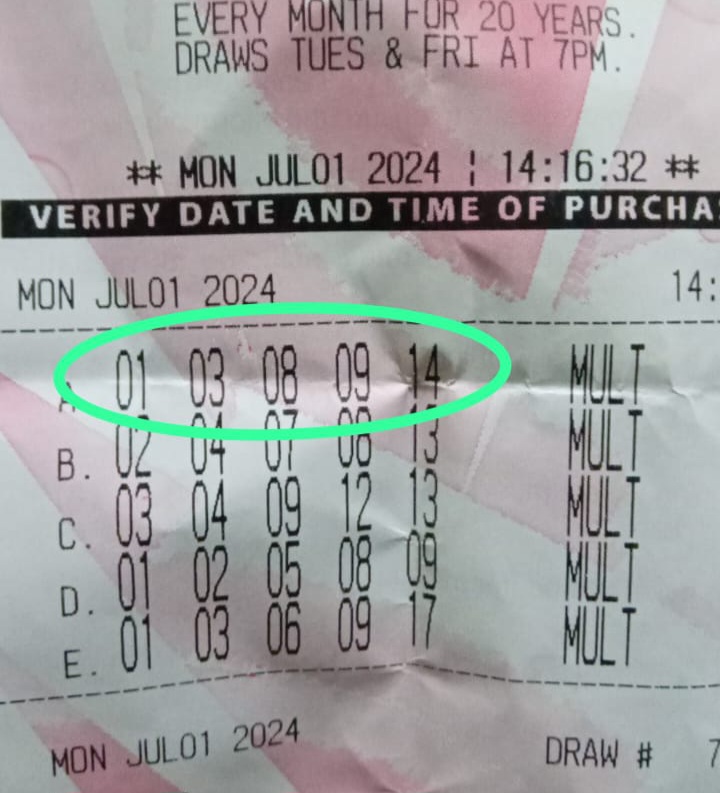 EVERY MONTH FOR 20 YEARS.
DRAWS TUES & FRI AT 7PM.
** MON JUL01 2024 ¦ 14:16:32 **
VERIFY DATE AND TIME OF
MON JUL01 2024 14:
A 01 03 08 09 14 MULT
B. 02 04 07 08 13 MULT
C. 03 04 09 12 13 MULT
D. 01 02 05 08 09 MULT
E. 01 03 06 09 17 MULT
MON JUL01 2024 DRAW # 7